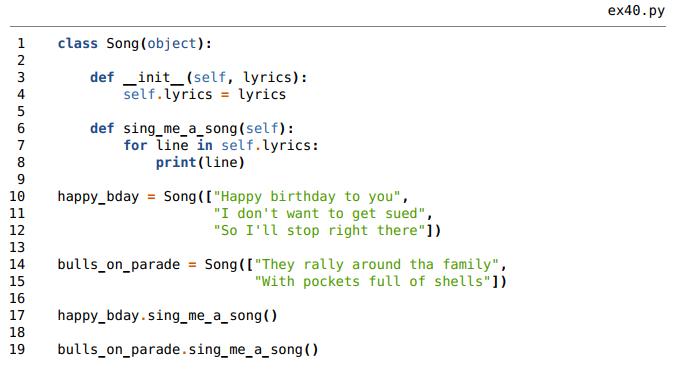 ex40.py
1 class Song(object):
2
3 def __init__(self, lyrics):
4 self.lyrics = lyrics
5
6 def sing_me_a_song(self):
7 for line in self.lyrics:
8 print(line)
9
10 happy_bday = Song(["Happy birthday to you",
11 "I don't want to get sued",
12 "So I'll stop right there"])
13
14 bulls_on_parade = Song(["They rally around tha family",
15 "With pockets full of shells"])
16
17 happy_bday.sing_me_a_song()
18
19 bulls_on_parade.sing_me_a_song()